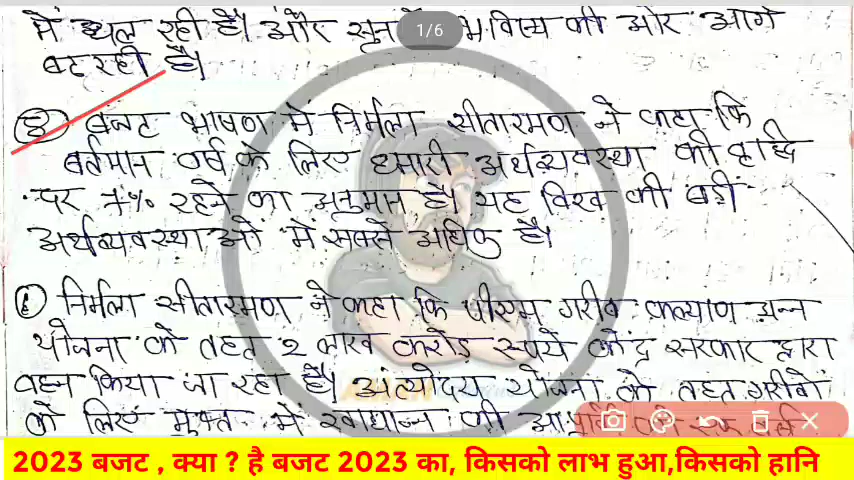 में चल रही है। और सुन भविष्य की ओर आगे
बढ़ रही है।
1/6
बजट भाषण में निर्मला सीतारमण ने कहा कि
वर्तमान वर्ष के लिए हमारी अर्थव्यवस्था की वृद्धि
दर 7% रहने का अनुमान है। यह विश्व की बड़ी
अर्थव्यवस्थाओं में सबसे अधिक है।
निर्मला सीतारमण ने कहा कि पीएम गरीब कल्याण अन्न
योजना के तहत 2 लाख करोड़ रुपये केंद्र सरकार द्वारा
वहन किया जा रहा है। अंत्योदय योजना के तहत गरीबों
के लिए मुफ्त में खाद्यान्न की
2023 बजट , क्या ? है बजट 2023 का, किसको लाभ हुआ,किसको हानि